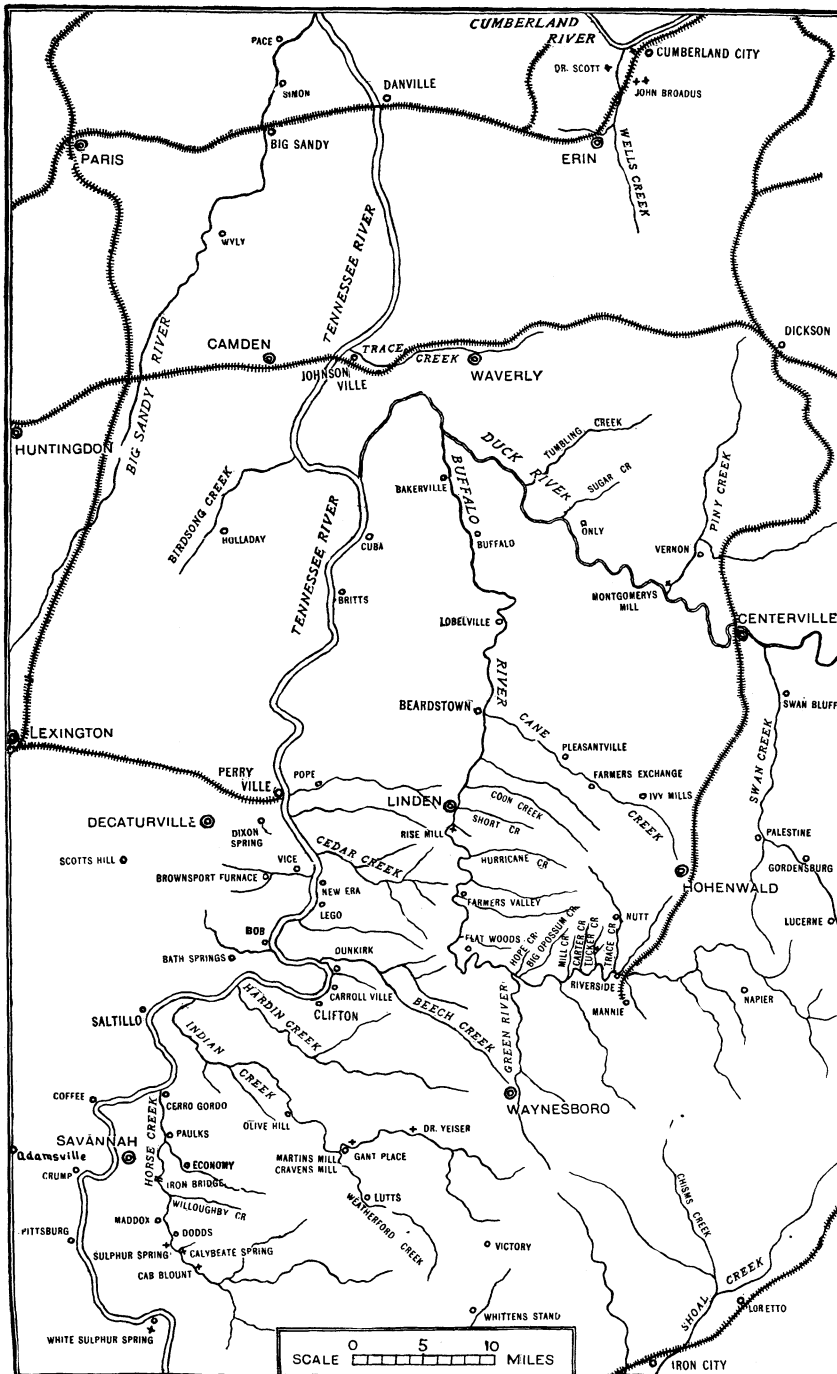 CUMBERLAND
RIVER
PACE
CUMBERLAND CITY
DR. SCOTT
SIMON
DANVILLE
JOHN BROADUS
BIG SANDY
PARIS
ERIN
WELLS CREEK
WYLY
TENNESSEE RIVER
BIG SANDY RIVER
CAMDEN
JOHNSON
VILLE
TRACE
CREEK
WAVERLY
DICKSON
HUNTINGDON
DUCK RIVER
TUMBLING CREEK
SUGAR CR
PINY CREEK
BIRDSONG CREEK
HOLLADAY
BAKERVILLE
BUFFALO
RIVER
BUFFALO
ONLY
CUBA
VERNON
TENNESSEE RIVER
BRITTS
MONTGOMERYS
MILL
LOBELVILLE
CENTERVILLE
SWAN BLUFF
BEARDSTOWN
CANE
CREEK
LEXINGTON
PLEASANTVILLE
SWAN CREEK
PERRY
VILLE
POPE
FARMERS EXCHANGE
IVY MILLS
LINDEN
COON CREEK
SHORT CR
DECATURVILLE
DIXON
SPRING
RISE MILL
PALESTINE
SCOTTS HILL
VICE
CEDAR CREEK
HURRICANE CR
GORDENSBURG
BROWNSPORT FURNACE
HOHENWALD
NEW ERA
FARMERS VALLEY
LEGO
NUTT
LUCERNE
BOB
FLAT WOODS
HOPE CR
BIG OPOSSUM CR
MILL CR
CARTER CR
TUCKER CR
TRACE CR
BATH SPRINGS
DUNKIRK
RIVERSIDE
CARROLL VILLE
CLIFTON
MANNIE
NAPIER
SALTILLO
HARDIN CREEK
BEECH CREEK
GREEN RIVER
INDIAN
CREEK
COFFEE
CERRO GORDO
WAYNESBORO
OLIVE HILL
HORSE CREEK
PAULKS
DR. YEISER
SAVANNAH
Adamsville
MARTINS MILL
CRAVENS MILL
GANT PLACE
CRUMP
ECONOMY
IRON BRIDGE
CHISMS CREEK
WILLOUGHBY CR
LUTTS
WEATHERFORD CREEK
MADDOX
DODDS
PITTSBURG
SULPHUR SPRING
CALYBEATE SPRING
VICTORY
CAB BLOUNT
SHOAL CREEK
LORETTO
WHITTENS STAND
WHITE SULPHUR SPRING
0 5 10
SCALE MILES
IRON CITY